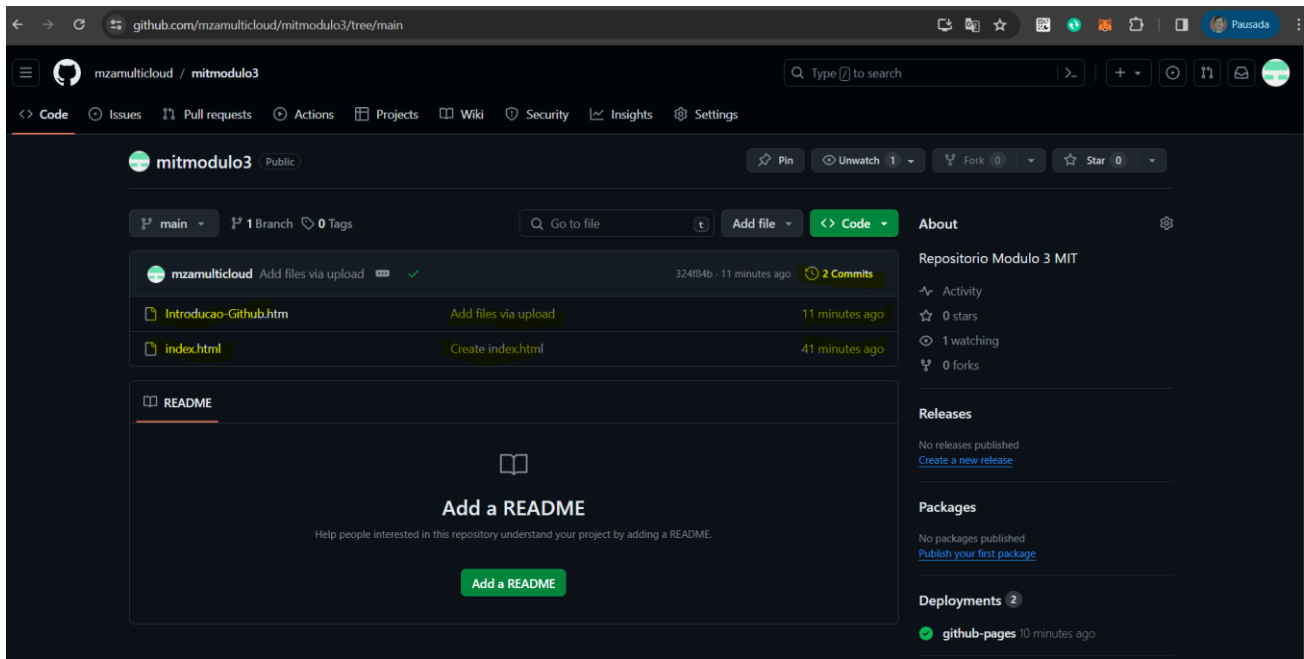 github.com/mzamulticloud/mitmodulo3/tree/main
Pausada
mzamulticloud / mitmodulo3
Type / to search
Code Issues Pull requests Actions Projects Wiki Security Insights Settings
mitmodulo3 Public
Pin Unwatch 1 Fork 0 Star 0
main 1 Branch 0 Tags Go to file t Add file Code
mzamulticloud Add files via upload 324f84b · 11 minutes ago 2 Commits
Introducao-Github.htm Add files via upload 11 minutes ago
index.html Create index.html 41 minutes ago
README
Add a README
Help people interested in this repository understand your project by adding a README.
Add a README
About
Repositorio Modulo 3 MIT
Activity
0 stars
1 watching
0 forks
Releases
No releases published
Create a new release
Packages
No packages published
Publish your first package
Deployments 2
github-pages 10 minutes ago